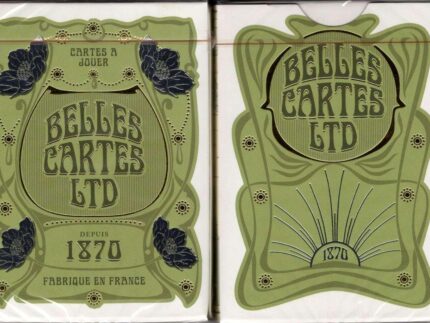 CARTES A
JOUER
BELLES
CARTES
LTD
DEPUIS
1870
FABRIQUE EN FRANCE
BELLES
CARTES
LTD
1870